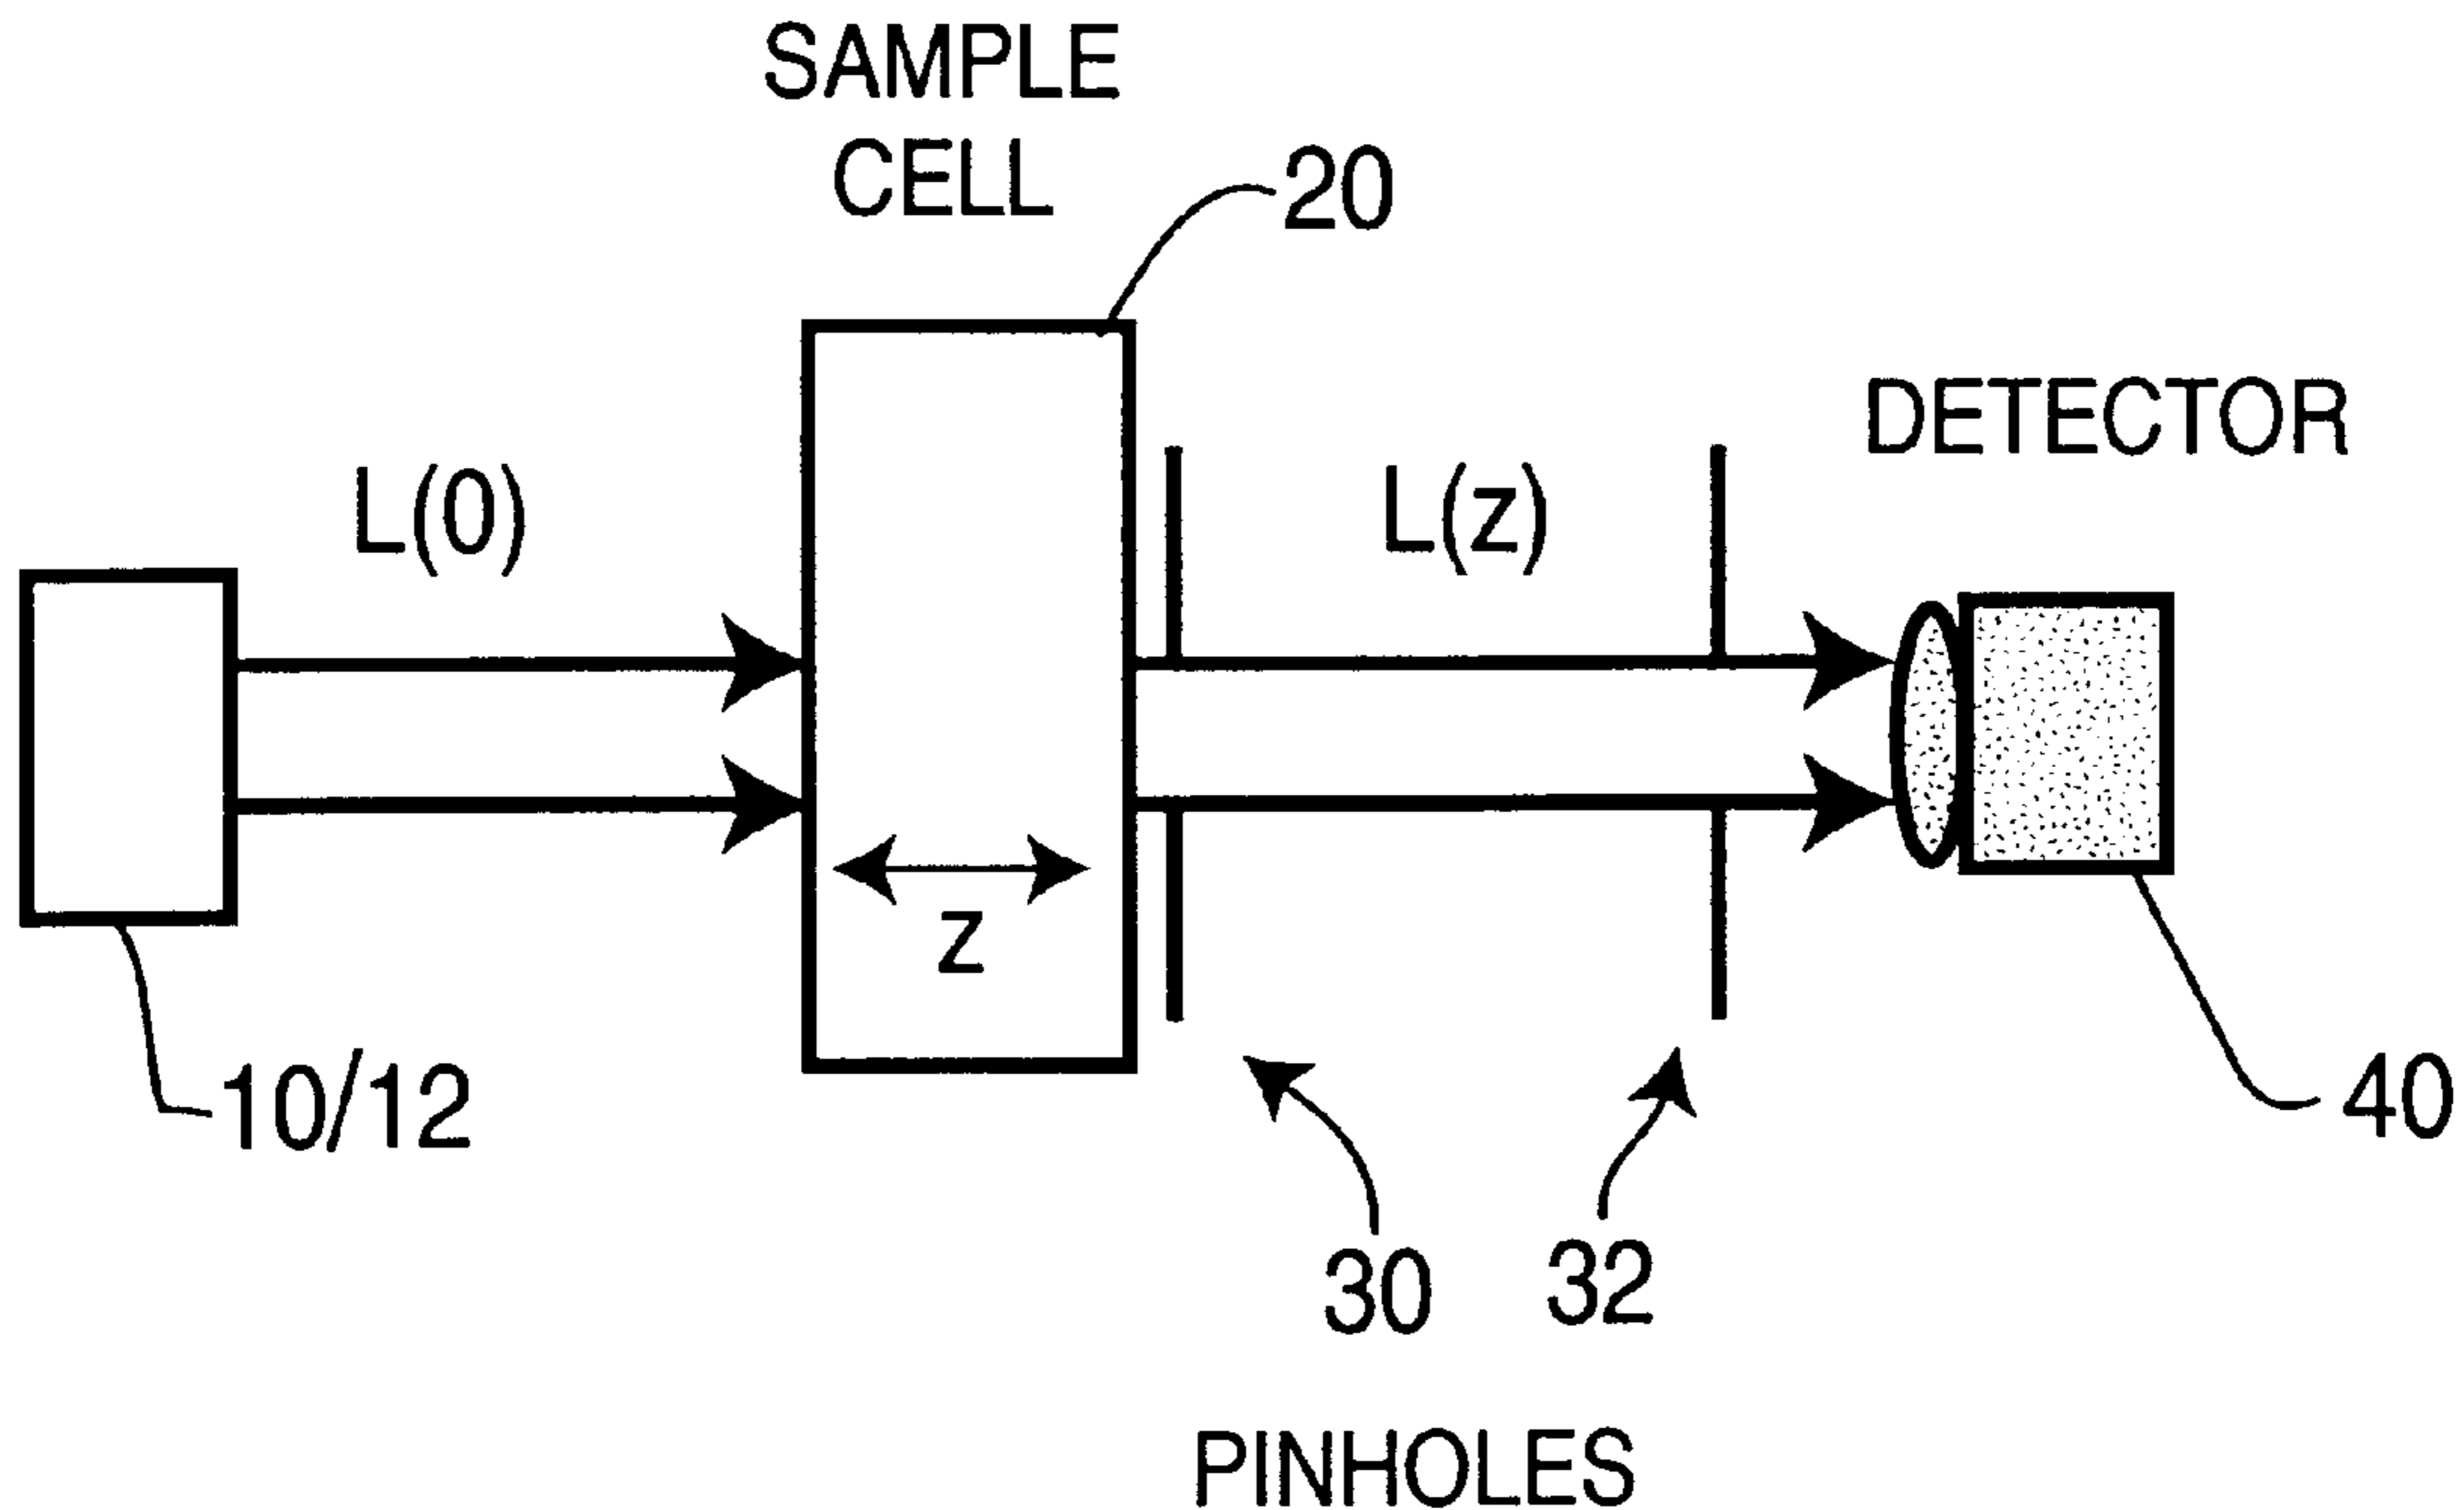 SAMPLE
CELL
20
DETECTOR
L(0)
L(z)
z
10/12
40
30
32
PINHOLES